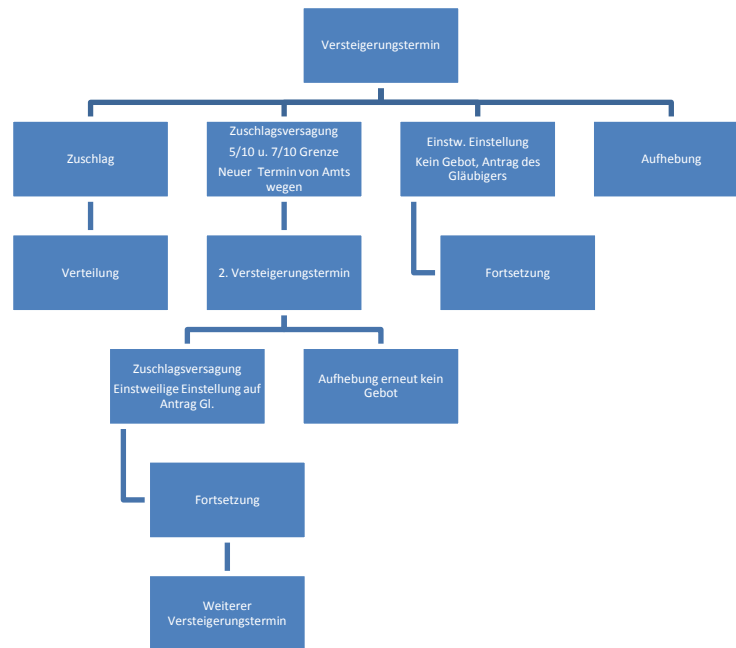 Versteigerungstermin
Zuschlag
Zuschlagsversagung
5/10 u. 7/10 Grenze
Neuer Termin von Amts
wegen
Einstw. Einstellung
Kein Gebot, Antrag des
Gläubigers
Aufhebung
Verteilung
2. Versteigerungstermin
Fortsetzung
Zuschlagsversagung
Einstweilige Einstellung auf
Antrag Gl.
Aufhebung erneut kein
Gebot
Fortsetzung
Weiterer
Versteigerungstermin